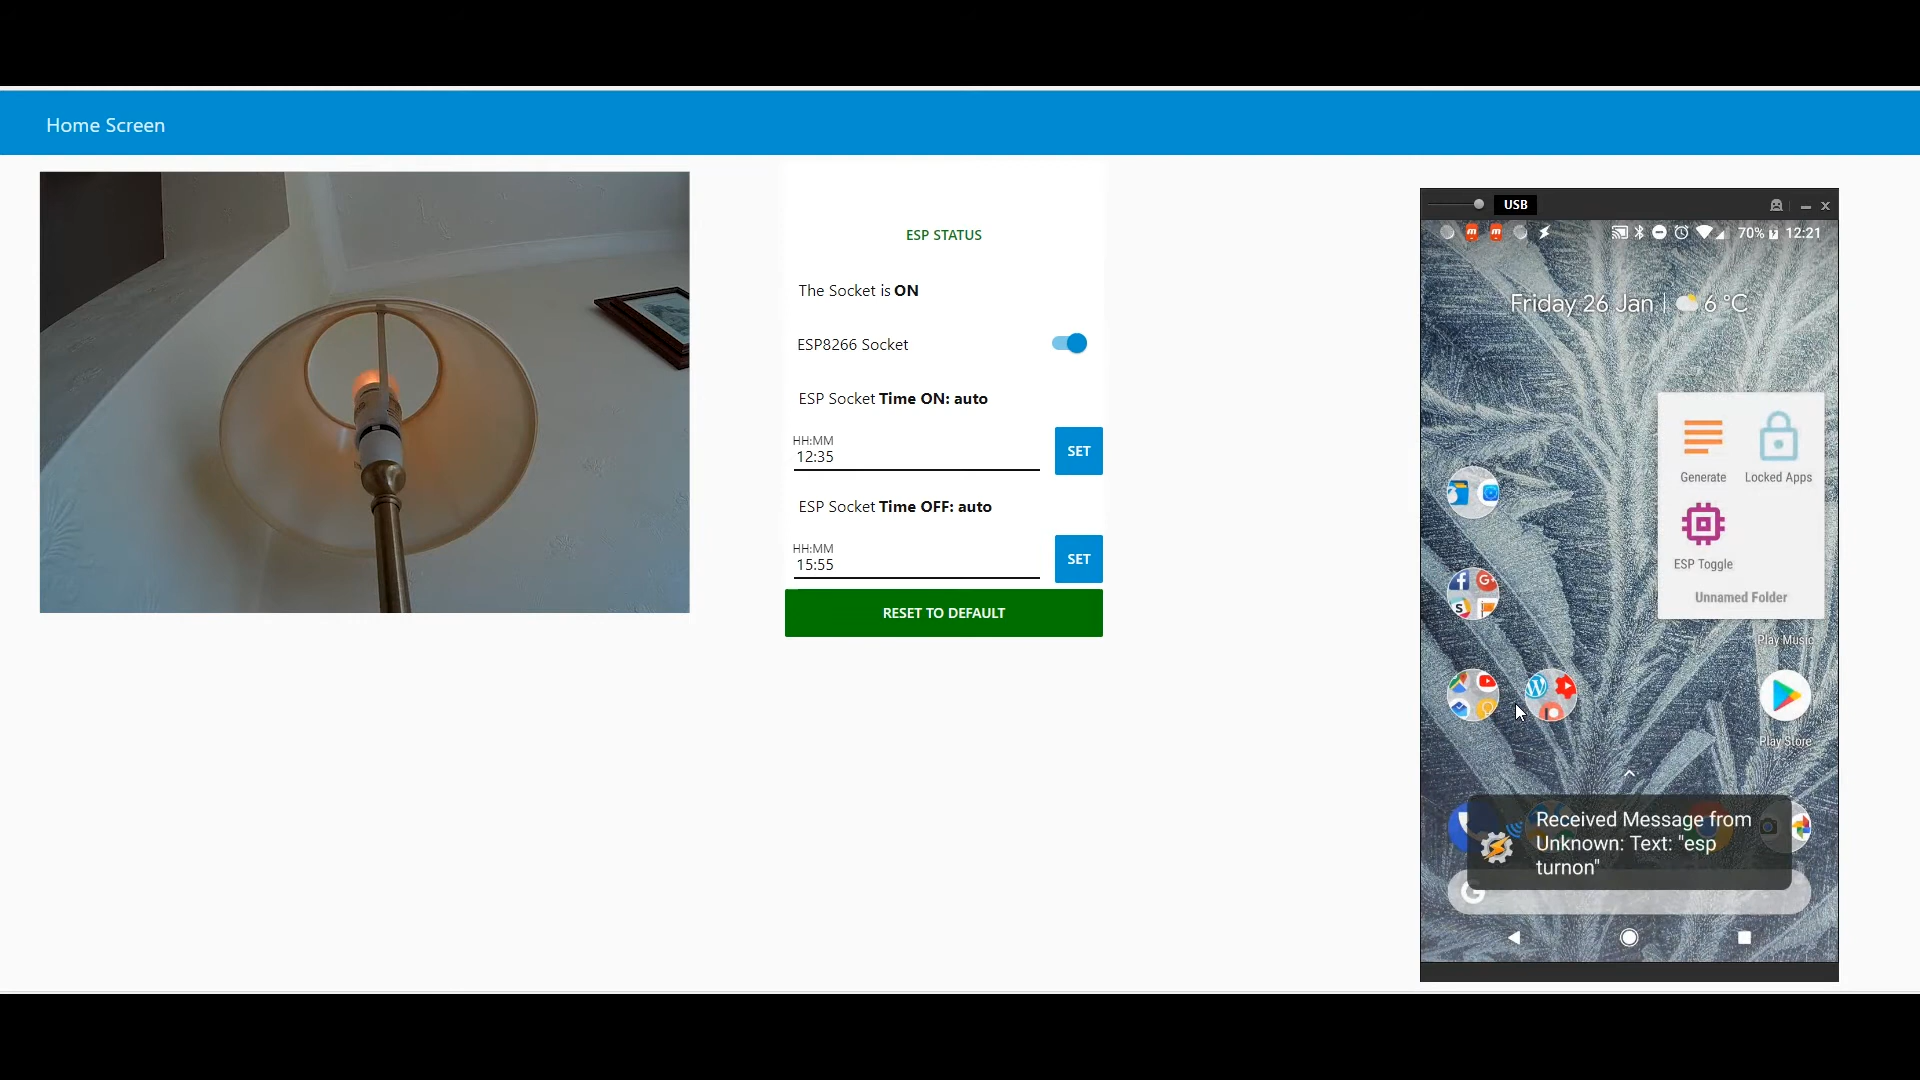 Home Screen
ESP STATUS
The Socket is ON
ESP8266 Socket
ESP Socket Time ON: auto
HH:MM
12:35
SET
ESP Socket Time OFF: auto
HH:MM
15:55
SET
RESET TO DEFAULT
USB
70% 12:21
Friday 26 Jan | 6 °C
Generate
Locked Apps
ESP Toggle
Unnamed Folder
Play Music
Play Store
Received Message from
Unknown: Text: "esp
turnon"